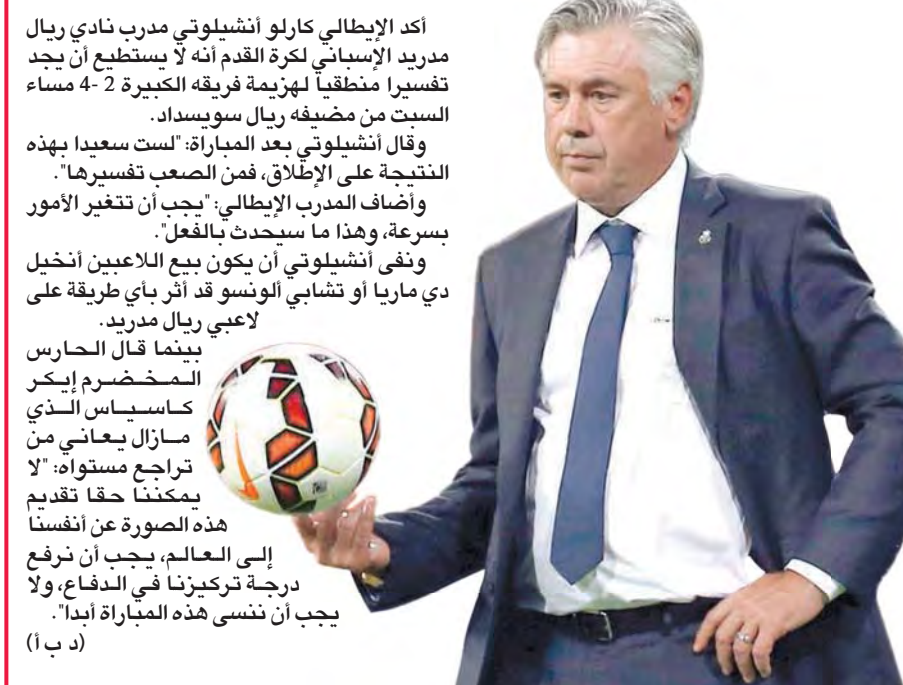 أكد الإيطالي كارلو أنشيلوتي مدرب نادي ريال
مدريد الإسباني لكرة القدم أنه لا يستطيع أن يجد
تفسيرا منطقيا لهزيمة فريقه الكبيرة 2 -4 مساء
السبت من مضيفه ريال سويسداد.
وقال أنشيلوتي بعد المباراة: "لست سعيدا بهذه
النتيجة على الإطلاق، فمن الصعب تفسيرها".
وأضاف المدرب الإيطالي: "يجب أن تتغير الأمور
بسرعة، وهذا ما سيحدث بالفعل".
ونفى أنشيلوتي أن يكون بيع اللاعبين أنخيل
دي ماريا أو تشابي ألونسو قد أثر بأي طريقة على
لاعبي ريال مدريد.
بينما قال الحارس
المخضرم إيكر
كاسياس الذي
مازال يعاني من
تراجع مستواه: "لا
يمكننا حقا تقديم
هذه الصورة عن أنفسنا
إلى العالم، يجب أن نرفع
درجة تركيزنا في الدفاع، ولا
يجب أن ننسى هذه المباراة أبدا".
(د ب أ)